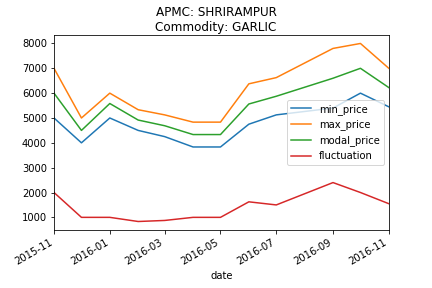 APMC: SHRIRAMPUR
Commodity: GARLIC
8000
7000
6000
5000
4000
3000
2000
1000
min_price
max_price
modal_price
fluctuation
2015-11
2016-01
2016-03
2016-05
2016-07
2016-09
2016-11
date